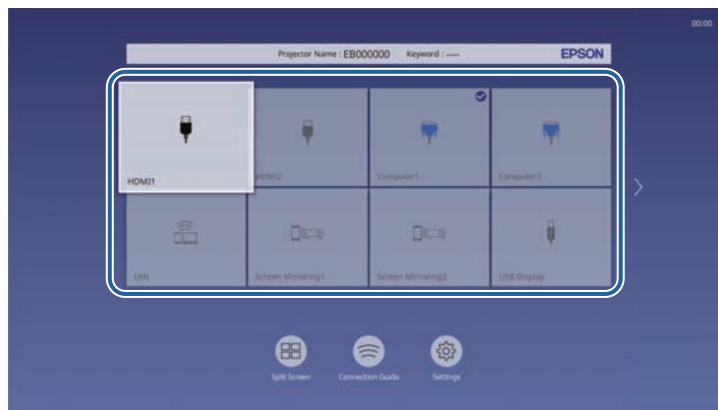 00:00
Projector Name : EB000000 Keyword : ---- EPSON
HDMI1 HDMI2 Computer1 Computer2
LAN Screen Mirroring1 Screen Mirroring2 USB Display
Split Screen Connection Guide Settings